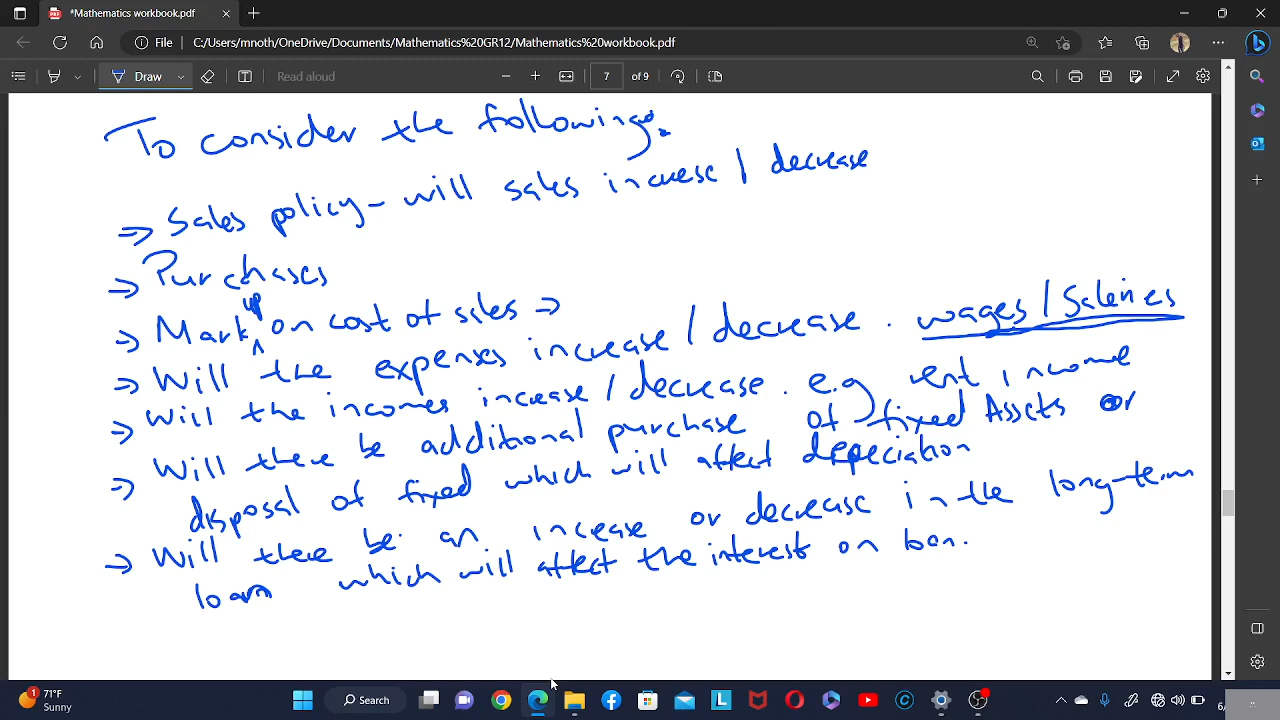 *Mathematics workbook.pdf
File C:/Users/mnoth/OneDrive/Documents/Mathematics%20GR12/Mathematics%20workbook.pdf
Draw Read aloud 7 of 9
To consider the following:
⇒ Sales policy - will sales increse / decrease
⇒ Purchases
⇒ Mark up on cost of sales ⇒
⇒ Will the expenses increase / decrease. wages / Saleries
⇒ Will the incomes increase / decrease. e.g rent income
⇒ Will there be additional purchase of fixed Assets or
disposal of fixed which will affect depeciation
⇒ Will there be an incease or decrease in the long-term
loan which will affect the interest on loan.
71°F
Sunny
Search